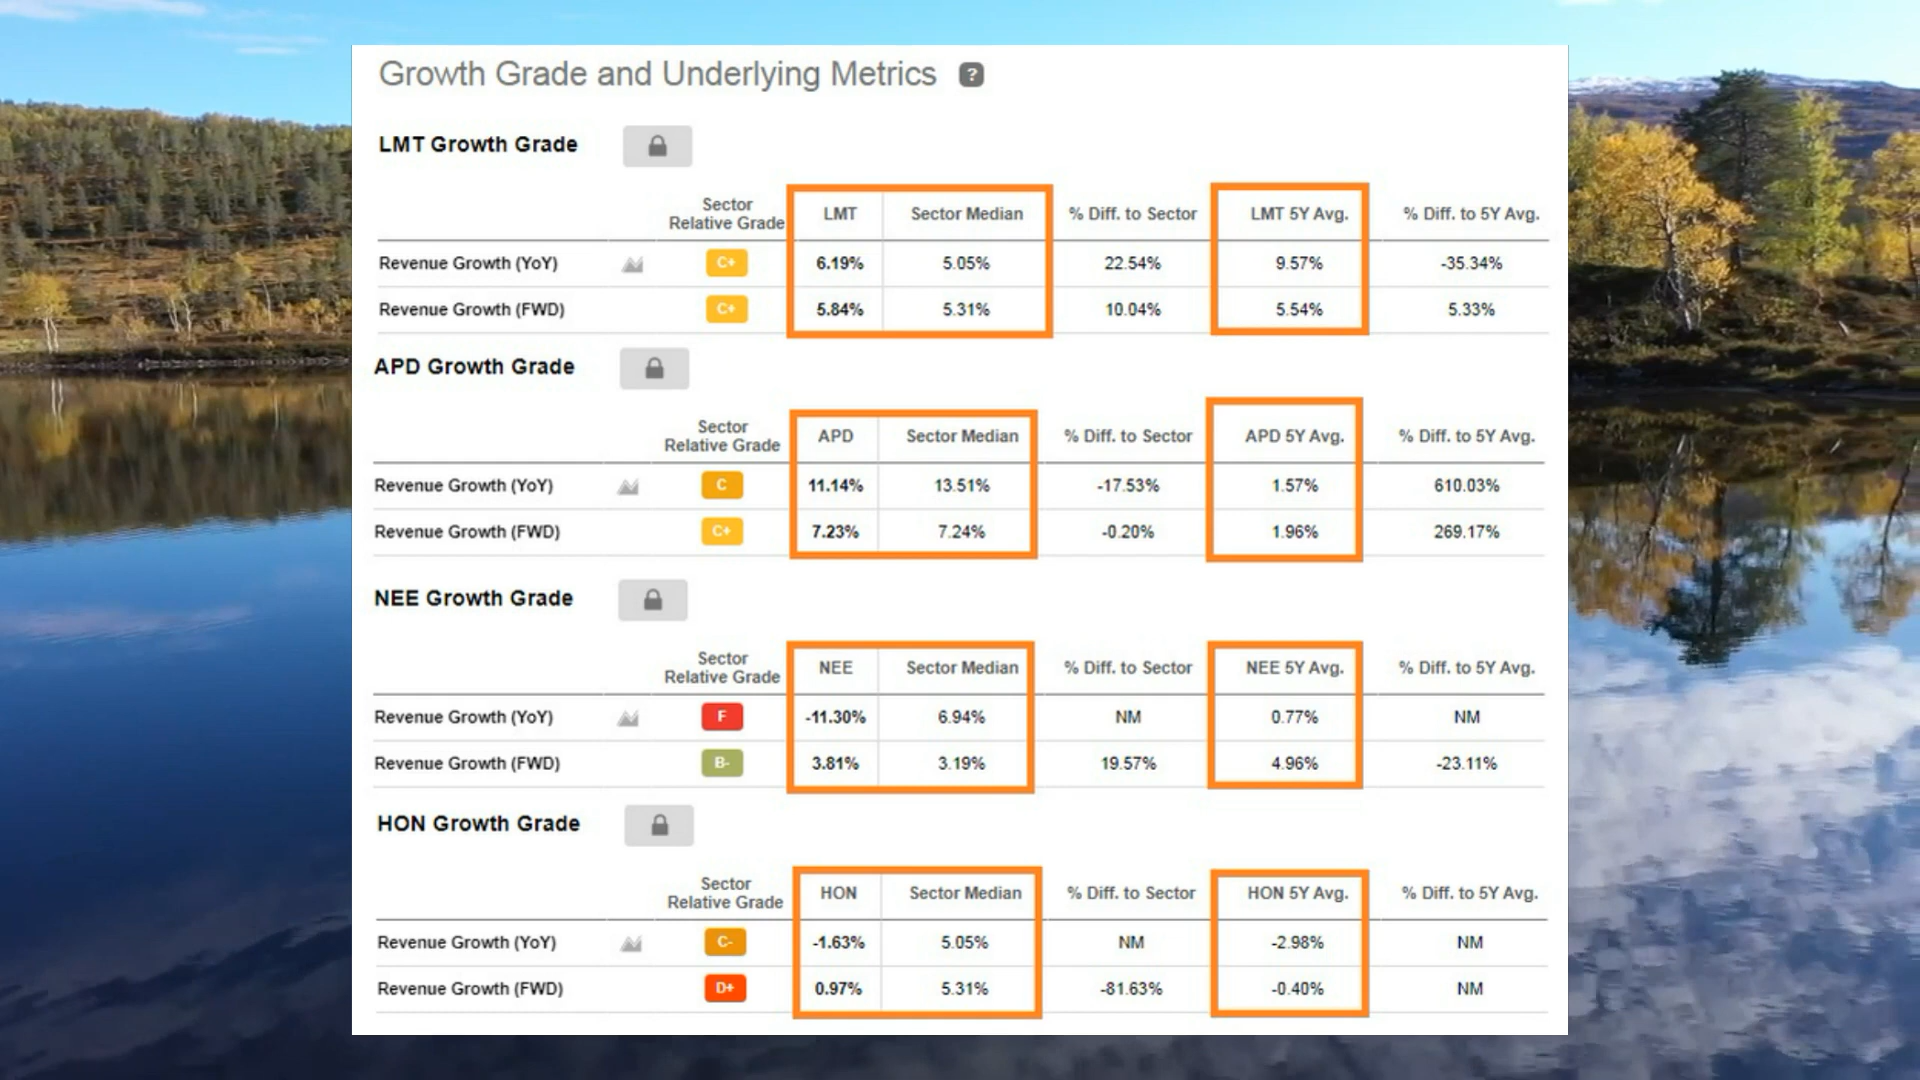 Growth Grade and Underlying Metrics ?
LMT Growth Grade
Sector Relative Grade LMT Sector Median % Diff. to Sector LMT 5Y Avg. % Diff. to 5Y Avg.
Revenue Growth (YoY) C+ 6.19% 5.05% 22.54% 9.57% -35.34%
Revenue Growth (FWD) C+ 5.84% 5.31% 10.04% 5.54% 5.33%
APD Growth Grade
Sector Relative Grade APD Sector Median % Diff. to Sector APD 5Y Avg. % Diff. to 5Y Avg.
Revenue Growth (YoY) C 11.14% 13.51% -17.53% 1.57% 610.03%
Revenue Growth (FWD) C+ 7.23% 7.24% -0.20% 1.96% 269.17%
NEE Growth Grade
Sector Relative Grade NEE Sector Median % Diff. to Sector NEE 5Y Avg. % Diff. to 5Y Avg.
Revenue Growth (YoY) F -11.30% 6.94% NM 0.77% NM
Revenue Growth (FWD) B- 3.81% 3.19% 19.57% 4.96% -23.11%
HON Growth Grade
Sector Relative Grade HON Sector Median % Diff. to Sector HON 5Y Avg. % Diff. to 5Y Avg.
Revenue Growth (YoY) C- -1.63% 5.05% NM -2.98% NM
Revenue Growth (FWD) D+ 0.97% 5.31% -81.63% -0.40% NM